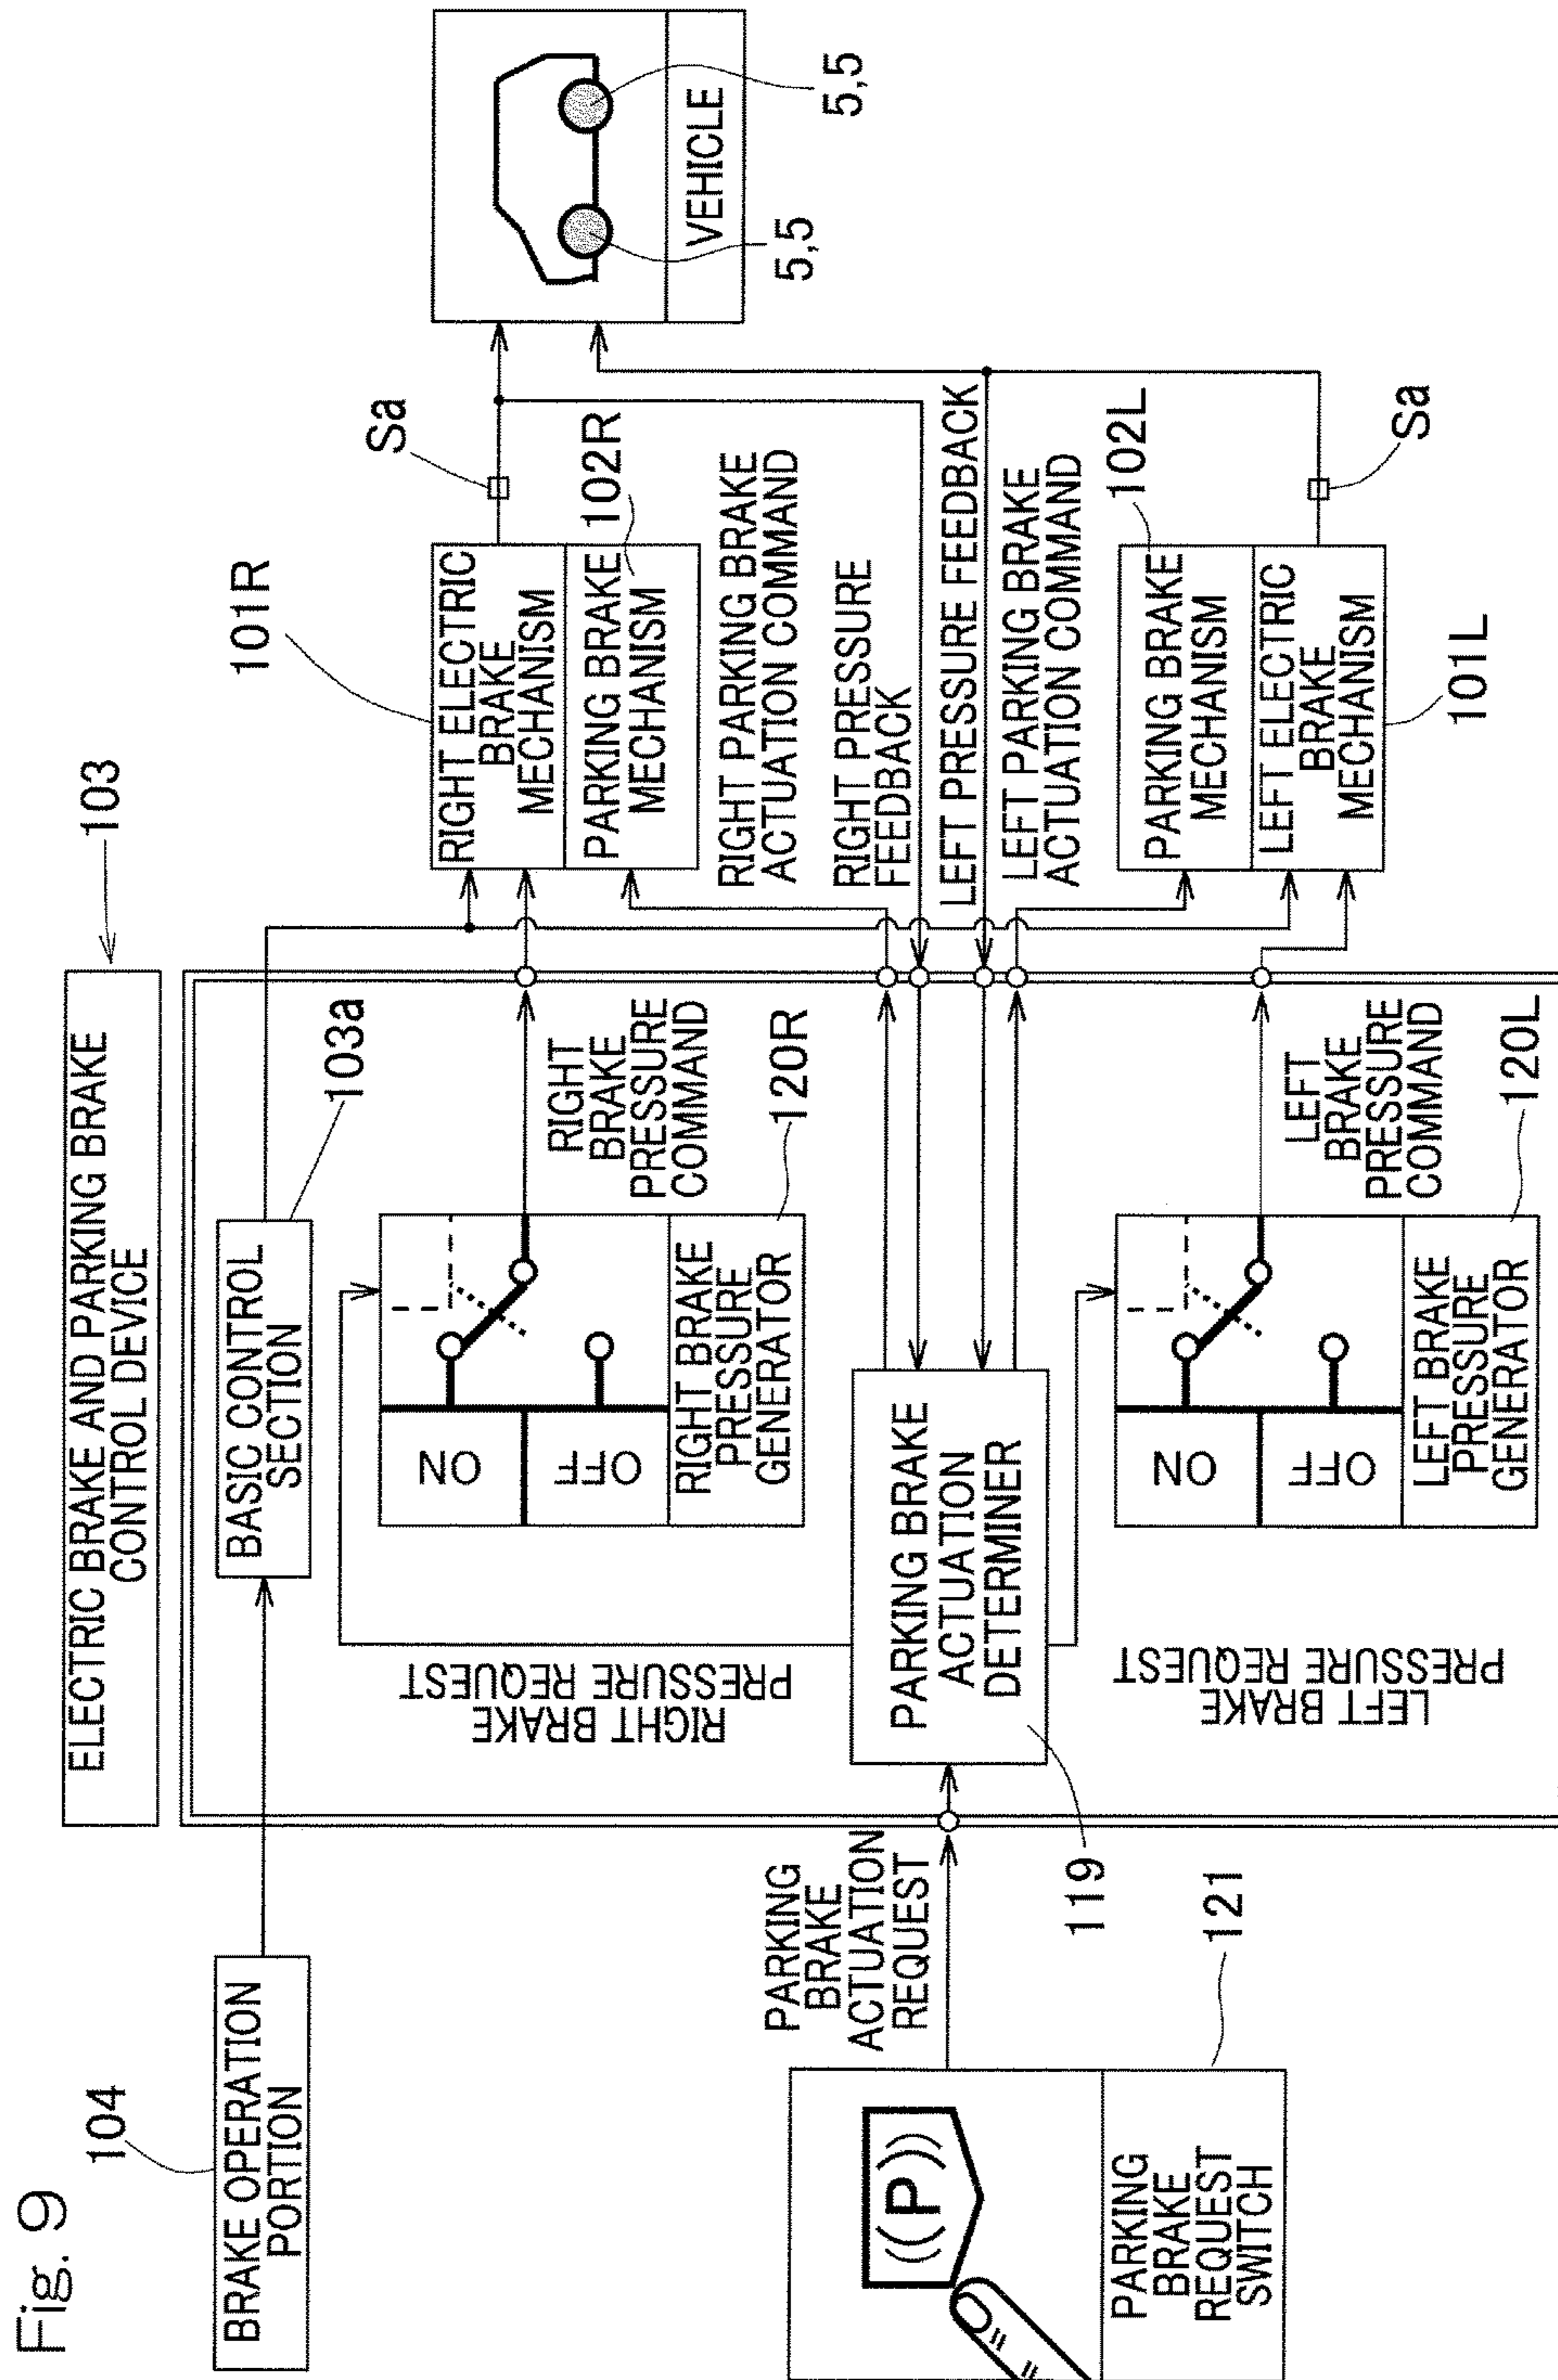 Fig. 9
ELECTRIC BRAKE AND PARKING BRAKE
CONTROL DEVICE
103
104
BRAKE OPERATION
PORTION
BASIC CONTROL
SECTION
103a
101R
RIGHT ELECTRIC
BRAKE
MECHANISM
PARKING BRAKE
MECHANISM
102R
Sa
VEHICLE
5,5
5,5
ON
OFF
RIGHT BRAKE
PRESSURE
GENERATOR
120R
RIGHT
BRAKE
PRESSURE
COMMAND
RIGHT BRAKE
PRESSURE REQUEST
RIGHT PARKING BRAKE
ACTUATION COMMAND
RIGHT PRESSURE
FEEDBACK
LEFT PRESSURE FEEDBACK
LEFT PARKING BRAKE
ACTUATION COMMAND
PARKING
BRAKE
ACTUATION
REQUEST
PARKING BRAKE
ACTUATION
DETERMINER
119
((P))
PARKING
BRAKE
REQUEST
SWITCH
121
LEFT BRAKE
PRESSURE REQUEST
ON
OFF
LEFT BRAKE
PRESSURE
GENERATOR
120L
LEFT
BRAKE
PRESSURE
COMMAND
102L
PARKING BRAKE
MECHANISM
LEFT ELECTRIC
BRAKE
MECHANISM
101L
Sa